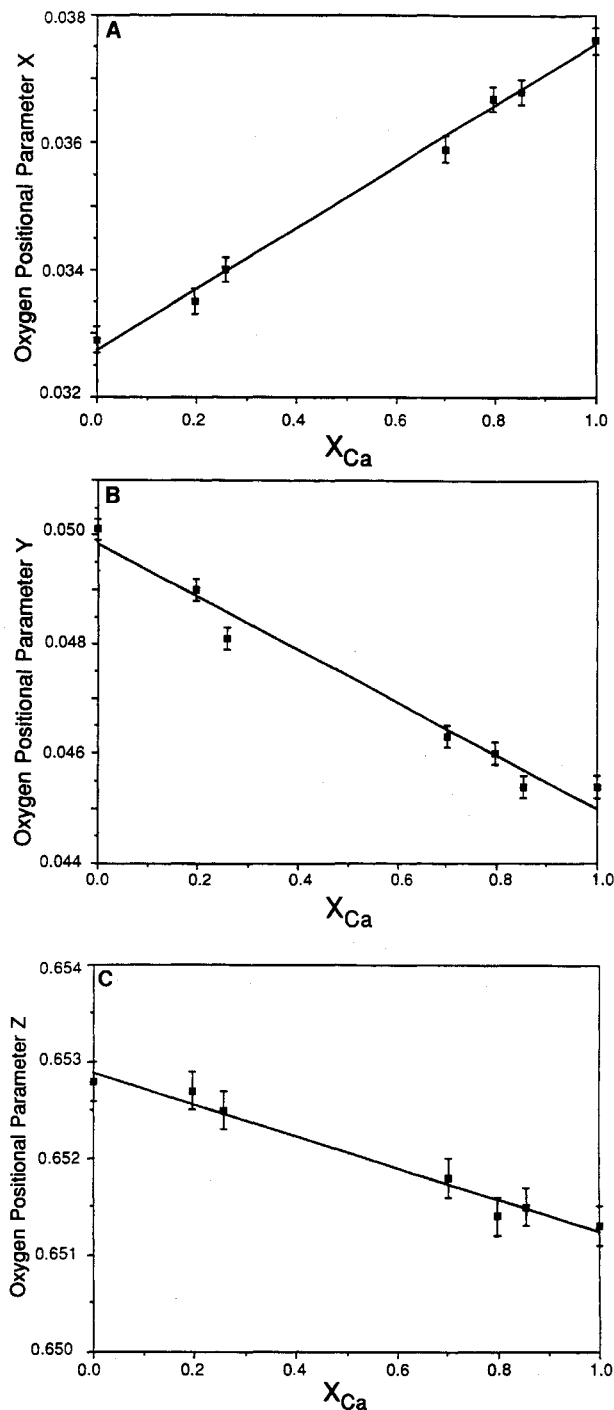 A
Oxygen Positional Parameter X
0.038
0.036
0.034
0.032
0.0 0.2 0.4 0.6 0.8 1.0
XCa
B
Oxygen Positional Parameter Y
0.050
0.048
0.046
0.044
0.0 0.2 0.4 0.6 0.8 1.0
XCa
C
Oxygen Positional Parameter Z
0.654
0.653
0.652
0.651
0.650
0.0 0.2 0.4 0.6 0.8 1.0
XCa